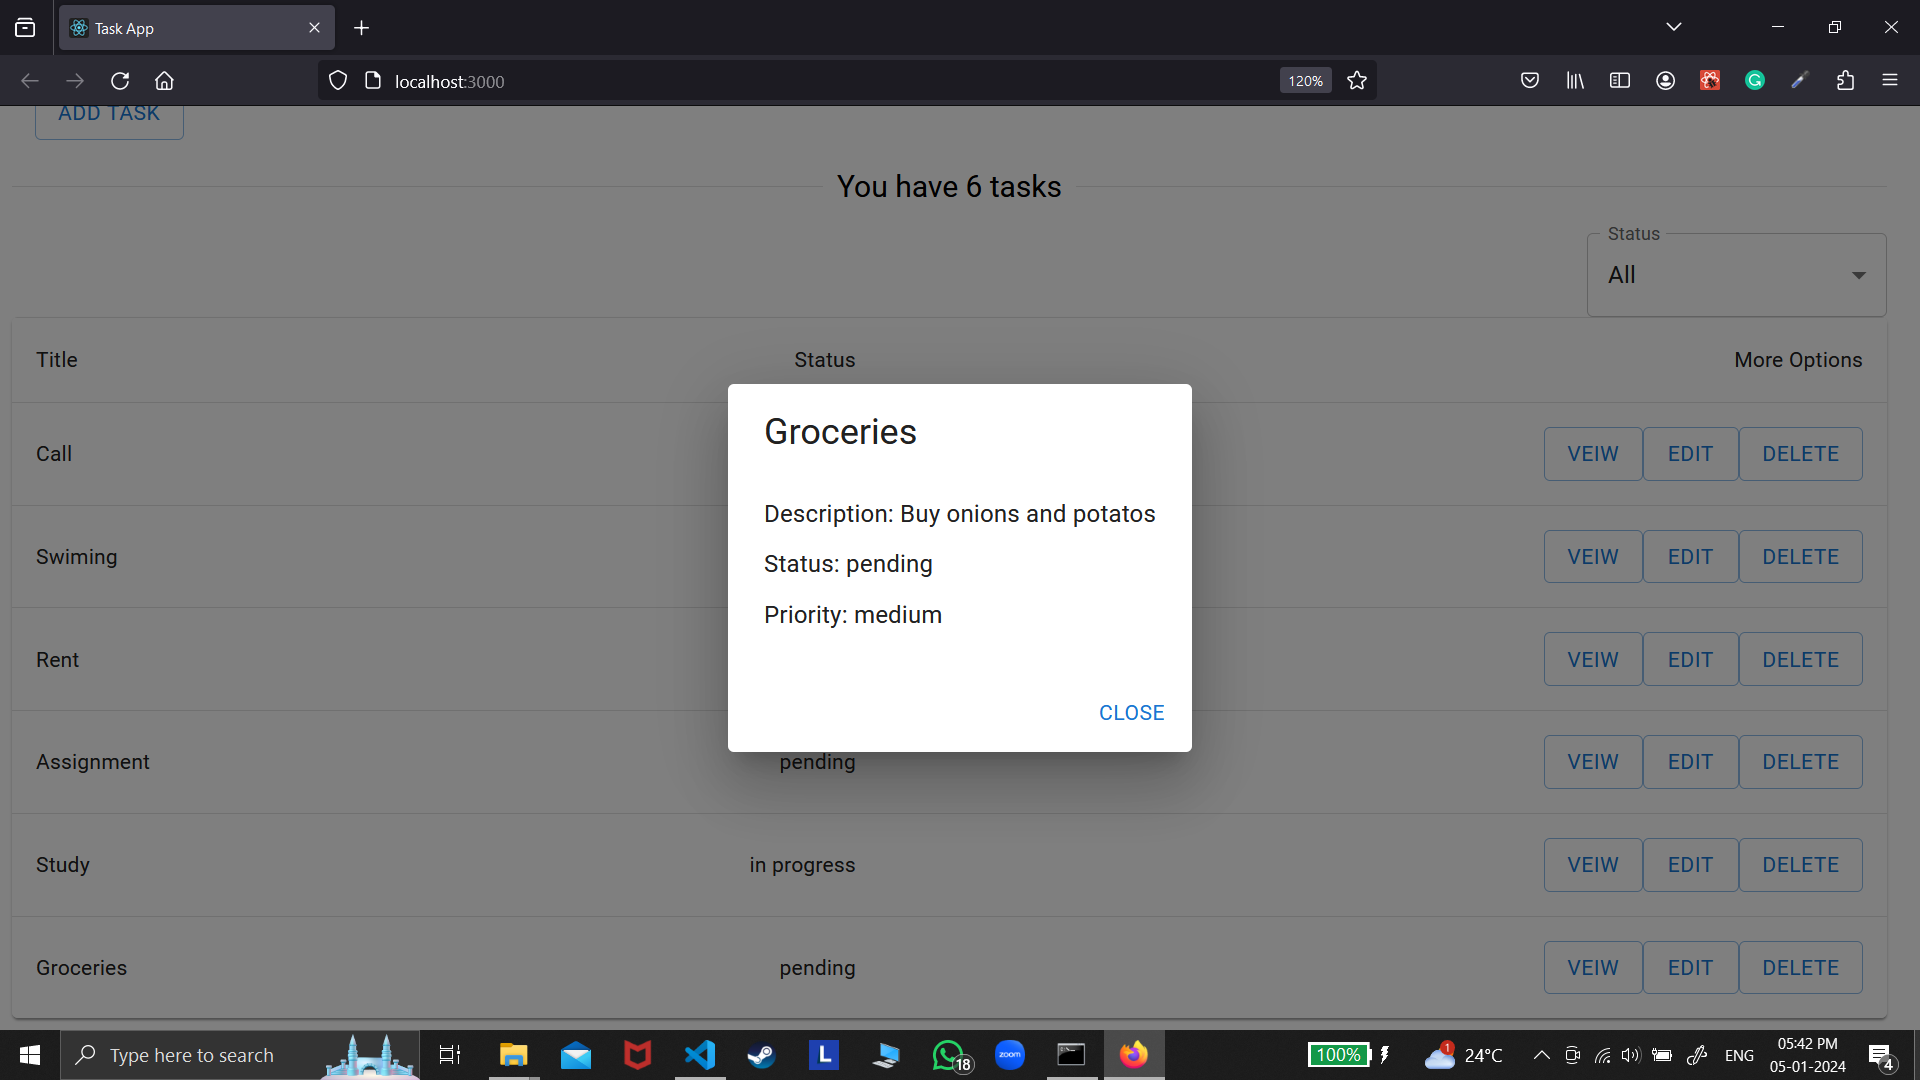 Task App
localhost:3000
120%
ADD TASK
You have 6 tasks
Status
All
Title Status More Options
Call VEIW EDIT DELETE
Swiming VEIW EDIT DELETE
Rent VEIW EDIT DELETE
Assignment pending VEIW EDIT DELETE
Study in progress VEIW EDIT DELETE
Groceries pending VEIW EDIT DELETE
Groceries
Description: Buy onions and potatos
Status: pending
Priority: medium
CLOSE
Type here to search
L
18
zoom
100%
1
24°C
ENG
05:42 PM
05-01-2024
4